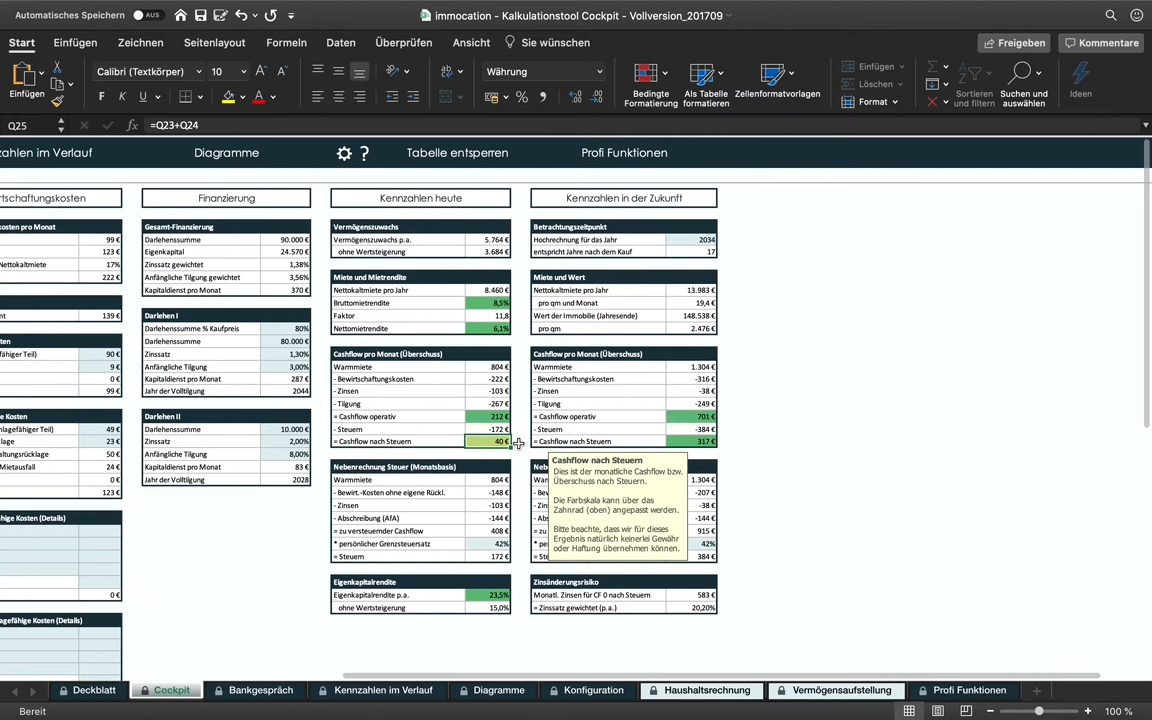 Automatisches Speichern AUS
immocation - Kalkulationstool Cockpit - Vollversion_201709
Start Einfügen Zeichnen Seitenlayout Formeln Daten Überprüfen Ansicht Sie wünschen
Freigeben Kommentare
Einfügen
Calibri (Textkörper) 10
F K U
Währung
Bedingte Formatierung
Als Tabelle formatieren
Zellenformatvorlagen
Einfügen
Löschen
Format
Sortieren und filtern
Suchen und auswählen
Ideen
Q25 fx =Q23+Q24
zahlen im Verlauf Diagramme ? Tabelle entsperren Profi Funktionen
tschaftungskosten
kosten pro Monat
99 €
123 €
Nettokaltmiete 17%
222 €
nt 139 €
ten
fähiger Teil) 90 €
9 €
0 €
99 €
e Kosten
nlagefähiger Teil) 49 €
lage 23 €
altungsrücklage 50 €
Mietausfall 24 €
0 €
123 €
hige Kosten (Details)
0 €
agefähige Kosten (Details)
Finanzierung
Gesamt-Finanzierung
Darlehenssumme 90.000 €
Eigenkapital 24.570 €
Zinssatz gewichtet 1,38%
Anfängliche Tilgung gewichtet 3,56%
Kapitaldienst pro Monat 370 €
Darlehen I
Darlehenssumme % Kaufpreis 80%
Darlehenssumme 80.000 €
Zinssatz 1,30%
Anfängliche Tilgung 3,00%
Kapitaldienst pro Monat 287 €
Jahr der Volltilgung 2044
Darlehen II
Darlehenssumme 10.000 €
Zinssatz 2,00%
Anfängliche Tilgung 8,00%
Kapitaldienst pro Monat 83 €
Jahr der Volltilgung 2028
Kennzahlen heute
Vermögenszuwachs
Vermögenszuwachs p.a. 5.764 €
ohne Wertsteigerung 3.684 €
Miete und Mietrendite
Nettokaltmiete pro Jahr 8.460 €
Bruttomietrendite 8,5%
Faktor 11,8
Nettomietrendite 6,1%
Cashflow pro Monat (Überschuss)
Warmmiete 804 €
- Bewirtschaftungskosten -222 €
- Zinsen -103 €
- Tilgung -267 €
= Cashflow operativ 212 €
- Steuern -172 €
= Cashflow nach Steuern 40 €
Nebenrechnung Steuer (Monatsbasis)
Warmmiete 804 €
- Bewirt.-Kosten ohne eigene Rückl. -148 €
- Zinsen -103 €
- Abschreibung (AfA) -144 €
= zu versteuernder Cashflow 408 €
* persönlicher Grenzsteuersatz 42%
= Steuern 172 €
Eigenkapitalrendite
Eigenkapitalrendite p.a. 23,5%
ohne Wertsteigerung 15,0%
Kennzahlen in der Zukunft
Betrachtungszeitpunkt
Hochrechnung für das Jahr 2034
entspricht Jahre nach dem Kauf 17
Miete und Wert
Nettokaltmiete pro Jahr 13.983 €
pro qm und Monat 19,4 €
Wert der Immobilie (Jahresende) 148.538 €
pro qm 2.476 €
Cashflow pro Monat (Überschuss)
Warmmiete 1.304 €
- Bewirtschaftungskosten -316 €
- Zinsen -38 €
- Tilgung -249 €
= Cashflow operativ 701 €
- Steuern -384 €
= Cashflow nach Steuern 317 €
Neb
Wa 1.304 €
- Be -207 €
- Zin -38 €
- Ab -144 €
= zu 915 €
* pe 42%
= Ste 384 €
Cashflow nach Steuern
Dies ist der monatliche Cashflow bzw.
Überschuss nach Steuern.
Die Farbskala kann über das
Zahnrad (oben) angepasst werden.
Bitte beachte, dass wir für dieses
Ergebnis natürlich keinerlei Gewähr
oder Haftung übernehmen können.
Zinsänderungsrisiko
Monatl. Zinsen für CF 0 nach Steuern 583 €
= Zinssatz gewichtet (p.a.) 20,20%
Deckblatt Cockpit Bankgespräch Kennzahlen im Verlauf Diagramme Konfiguration Haushaltsrechnung Vermögensaufstellung Profi Funktionen
Bereit 100 %